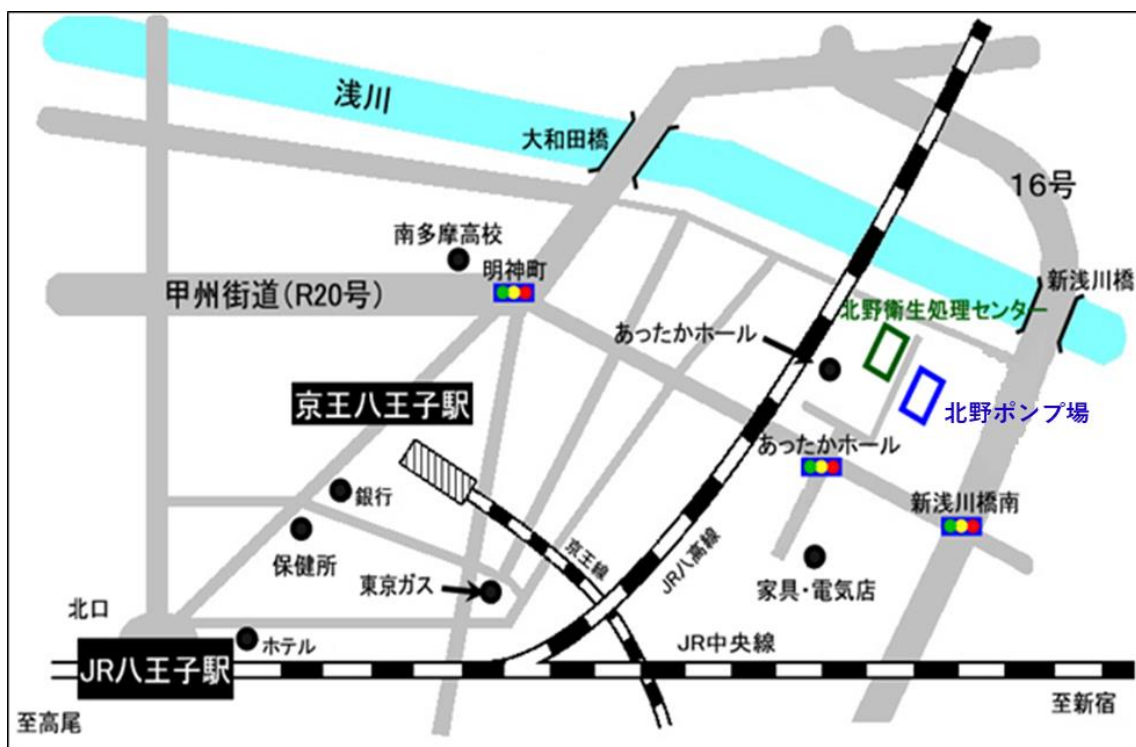 浅川
大和田橋
16号
南多摩高校
明神町
甲州街道(R20号)
新浅川橋
北野衛生処理センター
あったかホール
京王八王子駅
北野ポンプ場
あったかホール
銀行
新浅川橋南
保健所
京王線
JR八高線
東京ガス
家具・電気店
北口
ホテル
JR中央線
JR八王子駅
至高尾
至新宿